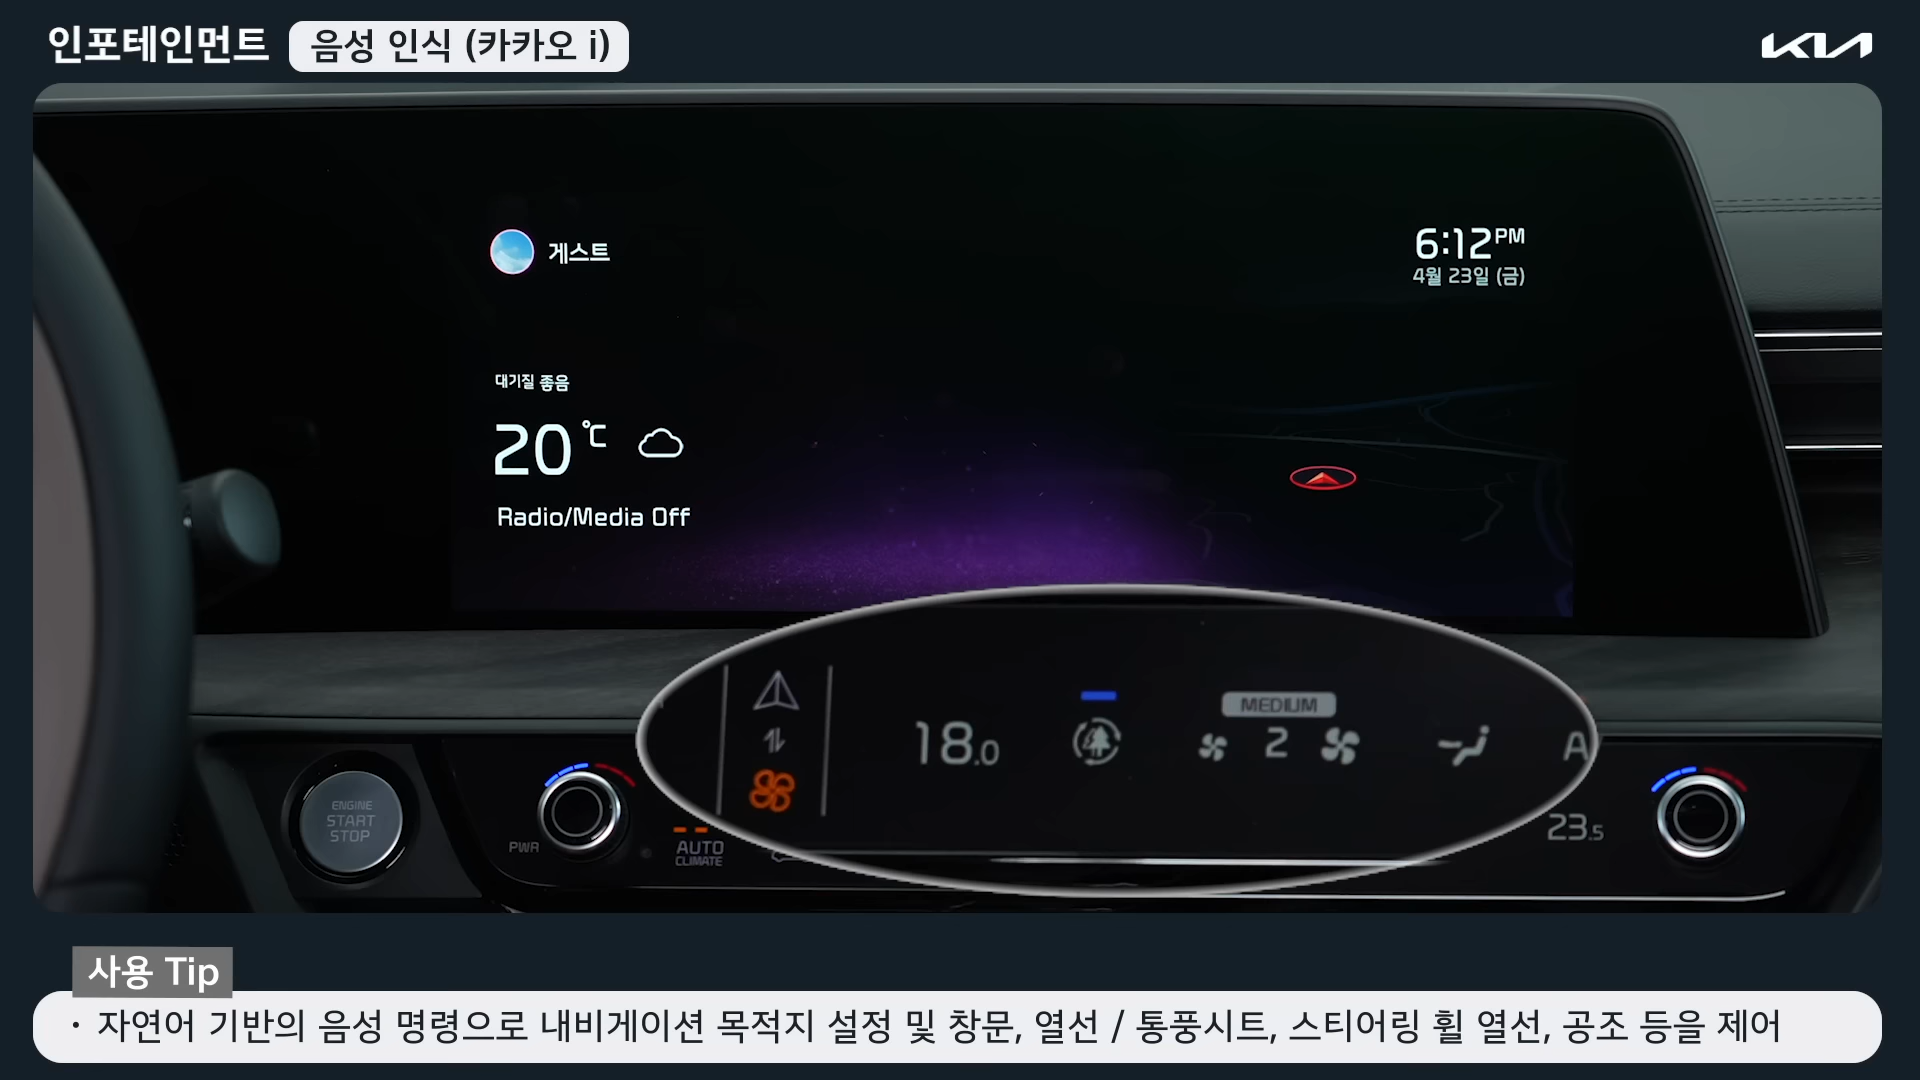 인포테인먼트
음성 인식 (카카오 i)
KIA
게스트
6:12PM
4월 23일 (금)
대기질 좋음
20°C
Radio/Media Off
18.0
MEDIUM
2
A
ENGINE
START
STOP
PWR
AUTO
CLIMATE
23.5
사용 Tip
· 자연어 기반의 음성 명령으로 내비게이션 목적지 설정 및 창문, 열선 / 통풍시트, 스티어링 휠 열선, 공조 등을 제어